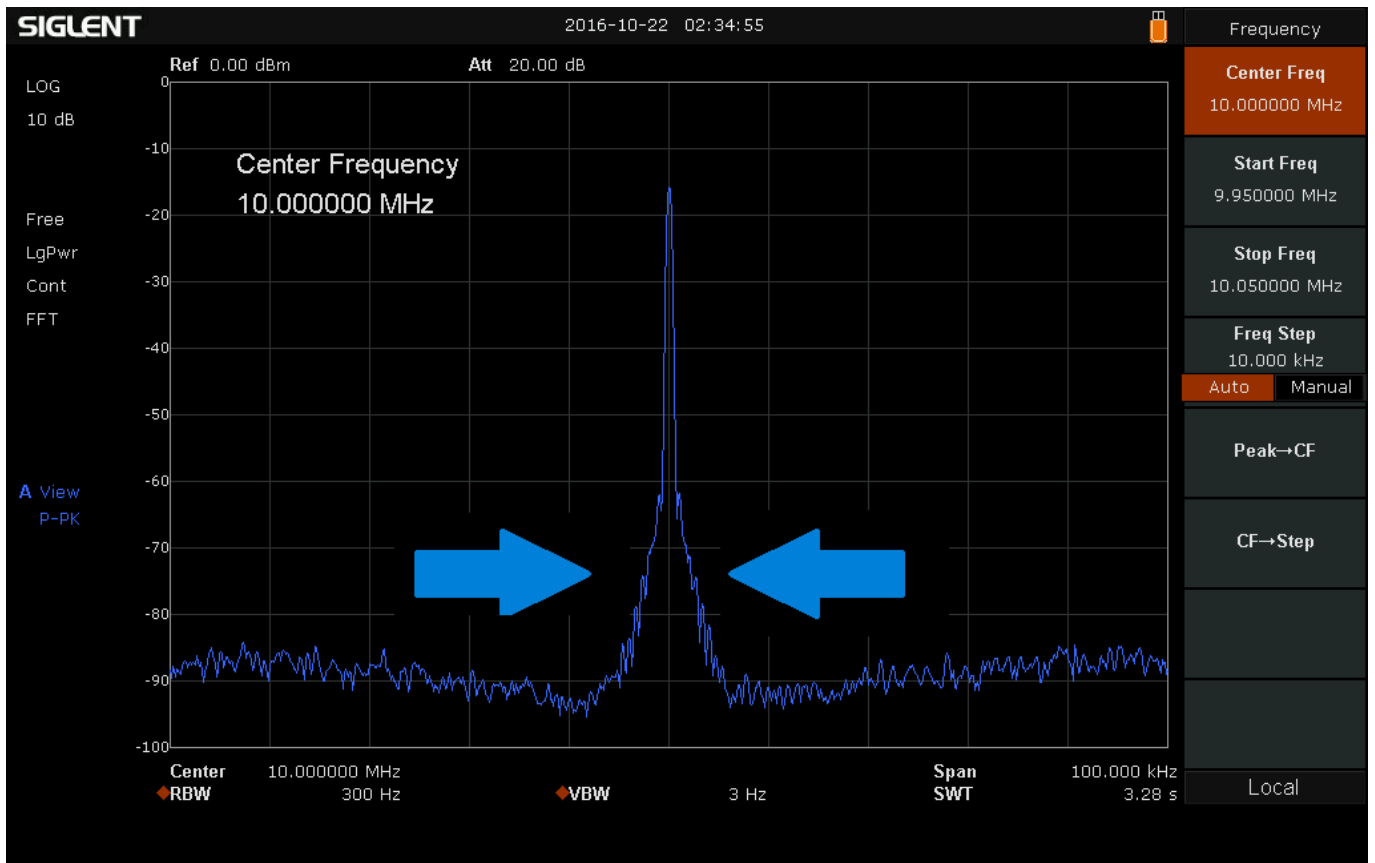 SIGLENT
2016-10-22 02:34:55
Frequency
Ref 0.00 dBm
Att 20.00 dB
LOG
10 dB
Free
LgPwr
Cont
FFT
A View
P-PK
0
-10
-20
-30
-40
-50
-60
-70
-80
-90
-100
Center Frequency
10.000000 MHz
Center 10.000000 MHz
Span 100.000 kHz
RBW 300 Hz
VBW 3 Hz
SWT 3.28 s
Center Freq
10.000000 MHz
Start Freq
9.950000 MHz
Stop Freq
10.050000 MHz
Freq Step
10.000 kHz
Auto Manual
Peak→CF
CF→Step
Local